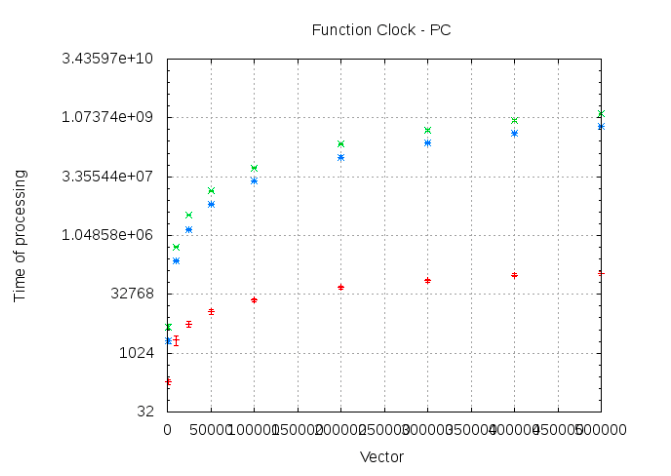 Function Clock - PC
3.43597e+10
1.07374e+09
3.35544e+07
1.04858e+06
32768
1024
32
Time of processing
0 50000 100000 150000 200000 250000 300000 350000 400000 450000 500000
Vector